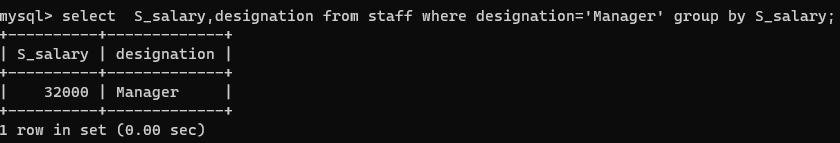 mysql> select  S_salary,designation from staff where designation='Manager' group by S_salary;
+----------+-------------+
| S_salary | designation |
+----------+-------------+
|    32000 | Manager     |
+----------+-------------+
1 row in set (0.00 sec)